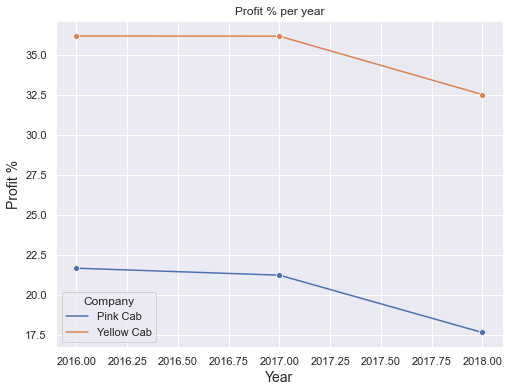 Profit % per year
35.0
32.5
30.0
27.5
25.0
22.5
20.0
17.5
Profit %
Company
Pink Cab
Yellow Cab
2016.00 2016.25 2016.50 2016.75 2017.00 2017.25 2017.50 2017.75 2018.00
Year